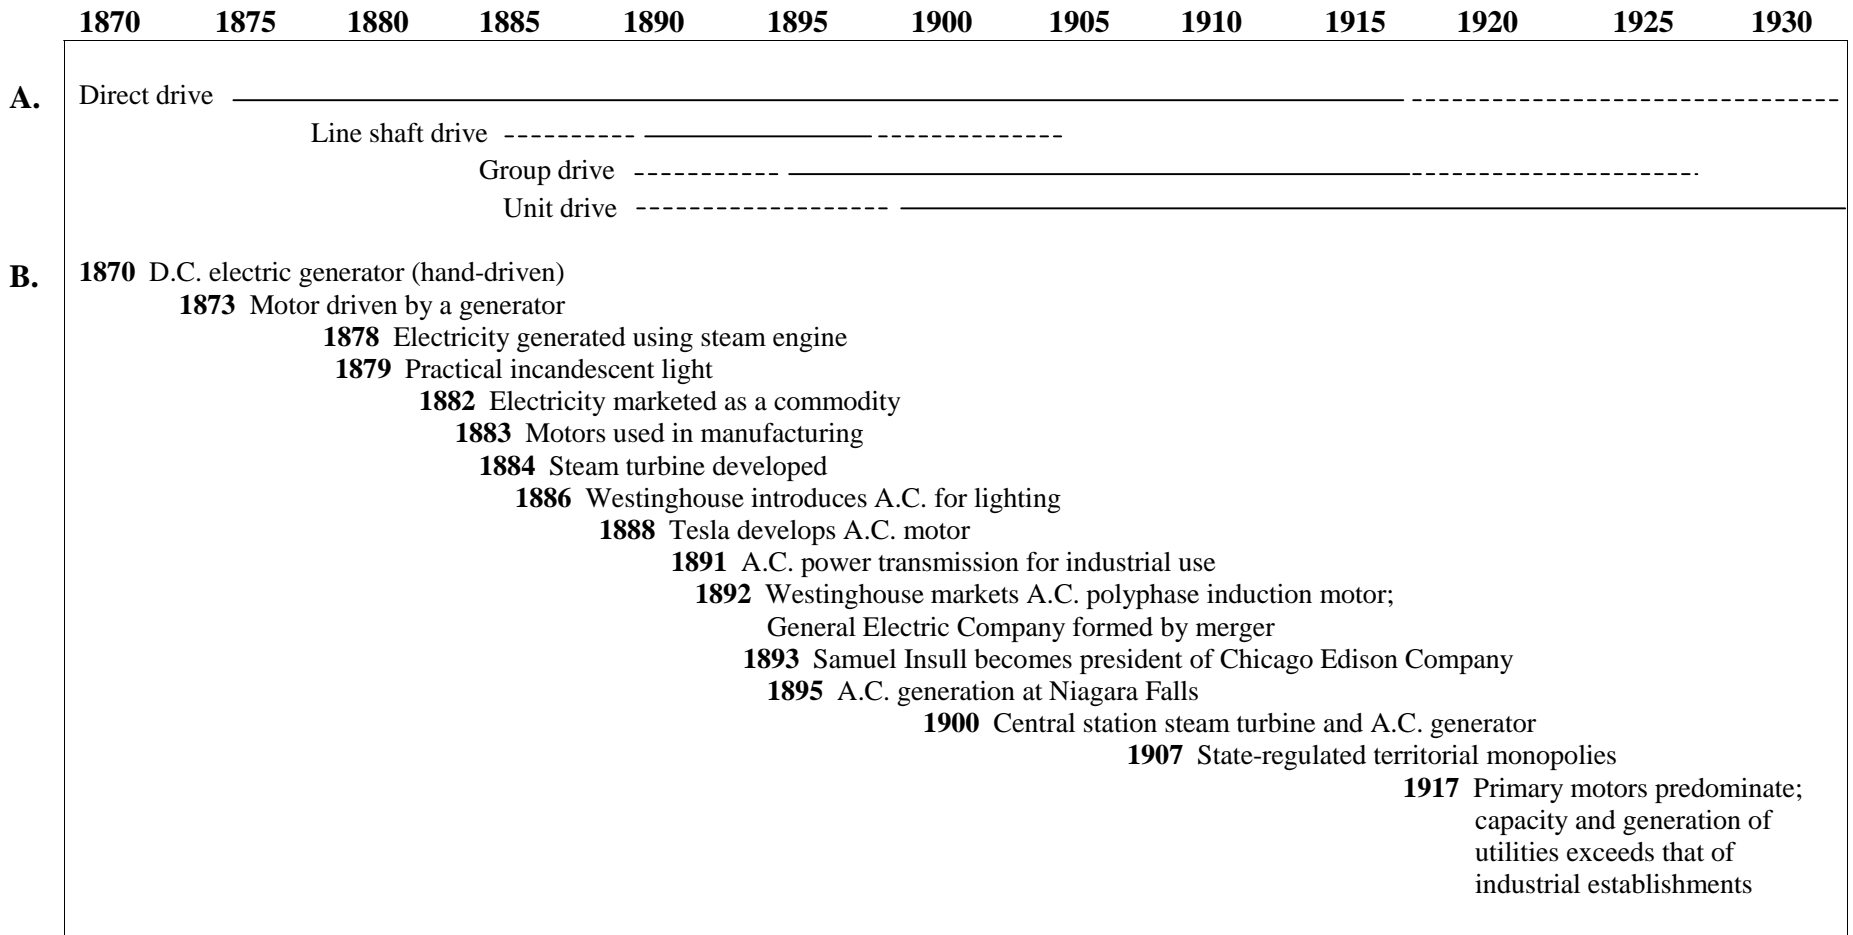 1870 1875 1880 1885 1890 1895 1900 1905 1910 1915 1920 1925 1930
A. Direct drive
Line shaft drive
Group drive
Unit drive
B. 1870 D.C. electric generator (hand-driven)
1873 Motor driven by a generator
1878 Electricity generated using steam engine
1879 Practical incandescent light
1882 Electricity marketed as a commodity
1883 Motors used in manufacturing
1884 Steam turbine developed
1886 Westinghouse introduces A.C. for lighting
1888 Tesla develops A.C. motor
1891 A.C. power transmission for industrial use
1892 Westinghouse markets A.C. polyphase induction motor;
General Electric Company formed by merger
1893 Samuel Insull becomes president of Chicago Edison Company
1895 A.C. generation at Niagara Falls
1900 Central station steam turbine and A.C. generator
1907 State-regulated territorial monopolies
1917 Primary motors predominate;
capacity and generation of
utilities exceeds that of
industrial establishments